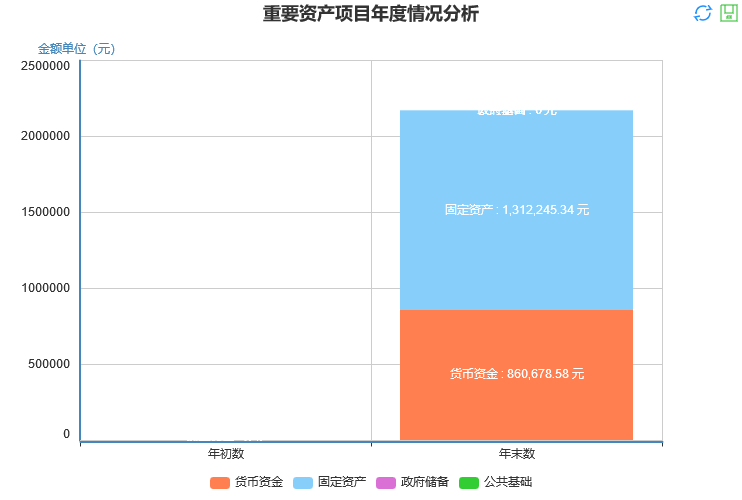 重要资产项目年度情况分析
金额单位（元）
2500000
2000000
1500000
1000000
500000
0
0 元
固定资产 : 1,312,245.34 元
货币资金 : 860,678.58 元
年初数
年末数
货币资金
固定资产
政府储备
公共基础